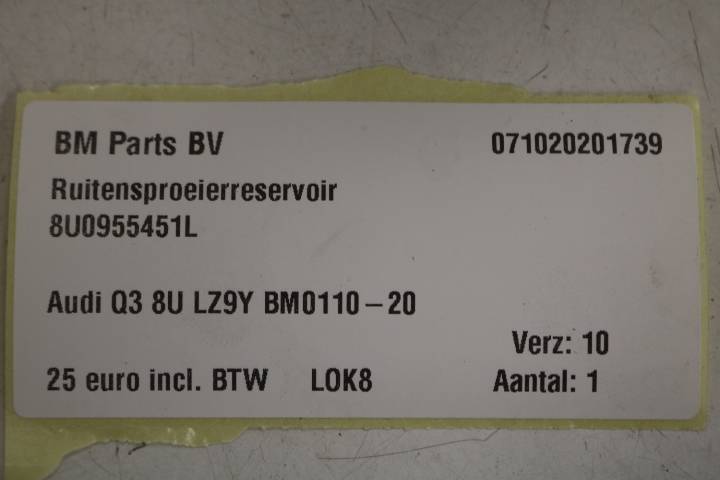 BM Parts BV 071020201739
Ruitensproeierreservoir
8U0955451L
Audi Q3 8U LZ9Y BM0110-20
Verz: 10
25 euro incl. BTW LOK8 Aantal: 1